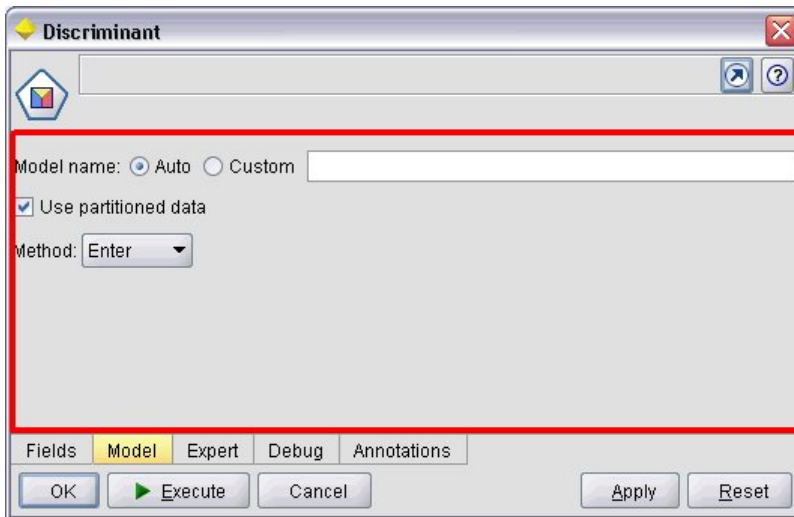 Discriminant
Model name: Auto Custom
Use partitioned data
Method: Enter
Fields Model Expert Debug Annotations
OK Execute Cancel Apply Reset